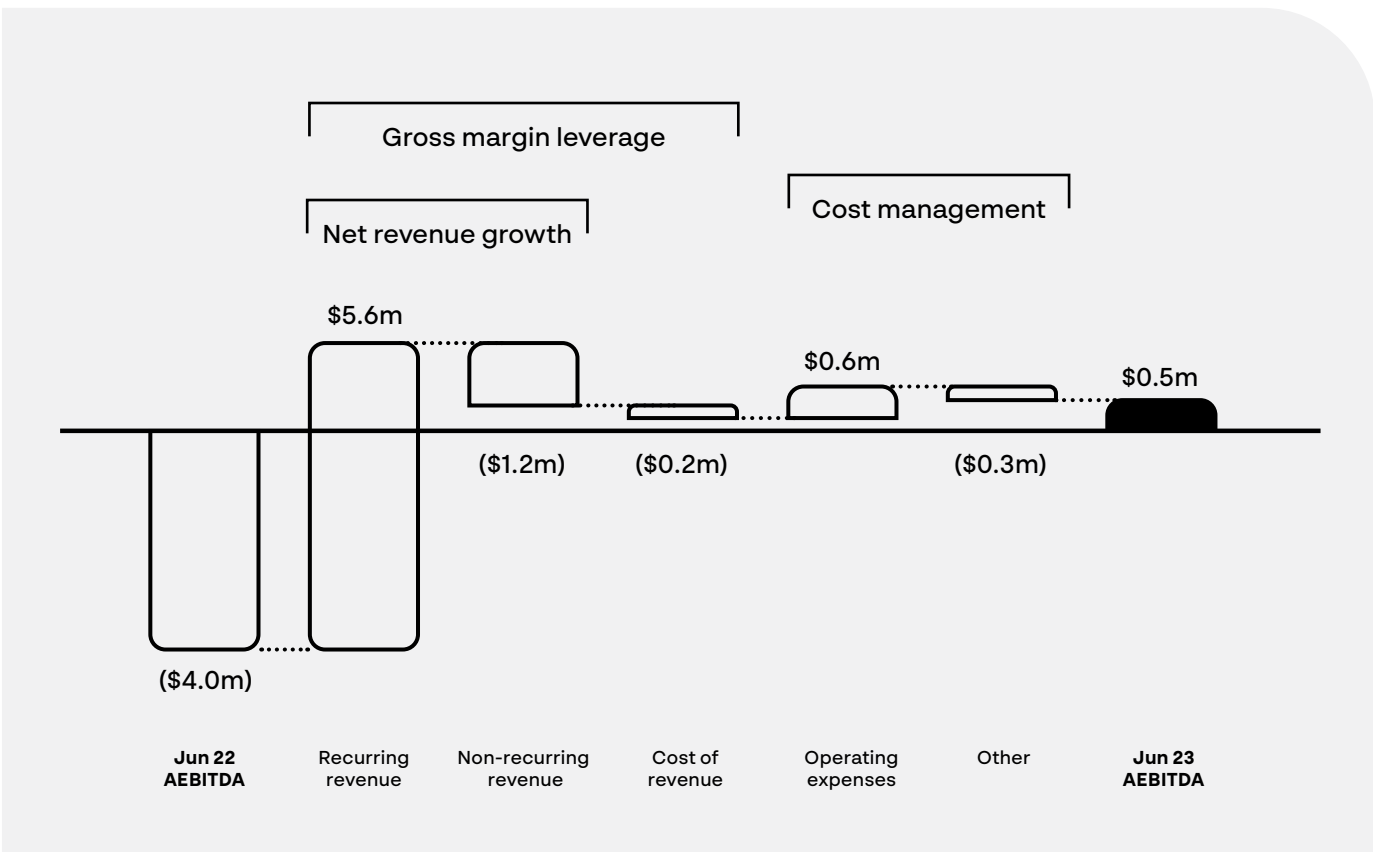 Gross margin leverage
Cost management
Net revenue growth
$5.6m
$0.6m
$0.5m
($1.2m)
($0.2m)
($0.3m)
($4.0m)
Jun 22
AEBITDA
Recurring
revenue
Non-recurring
revenue
Cost of
revenue
Operating
expenses
Other
Jun 23
AEBITDA